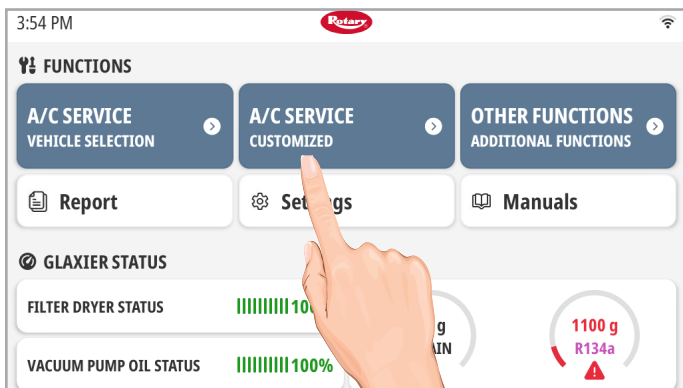 3:54 PM
Rotary
FUNCTIONS
A/C SERVICE
VEHICLE SELECTION
A/C SERVICE
CUSTOMIZED
OTHER FUNCTIONS
ADDITIONAL FUNCTIONS
Report
Manuals
GLAXIER STATUS
FILTER DRYER STATUS
g
1100 g
R134a
VACUUM PUMP OIL STATUS
100%